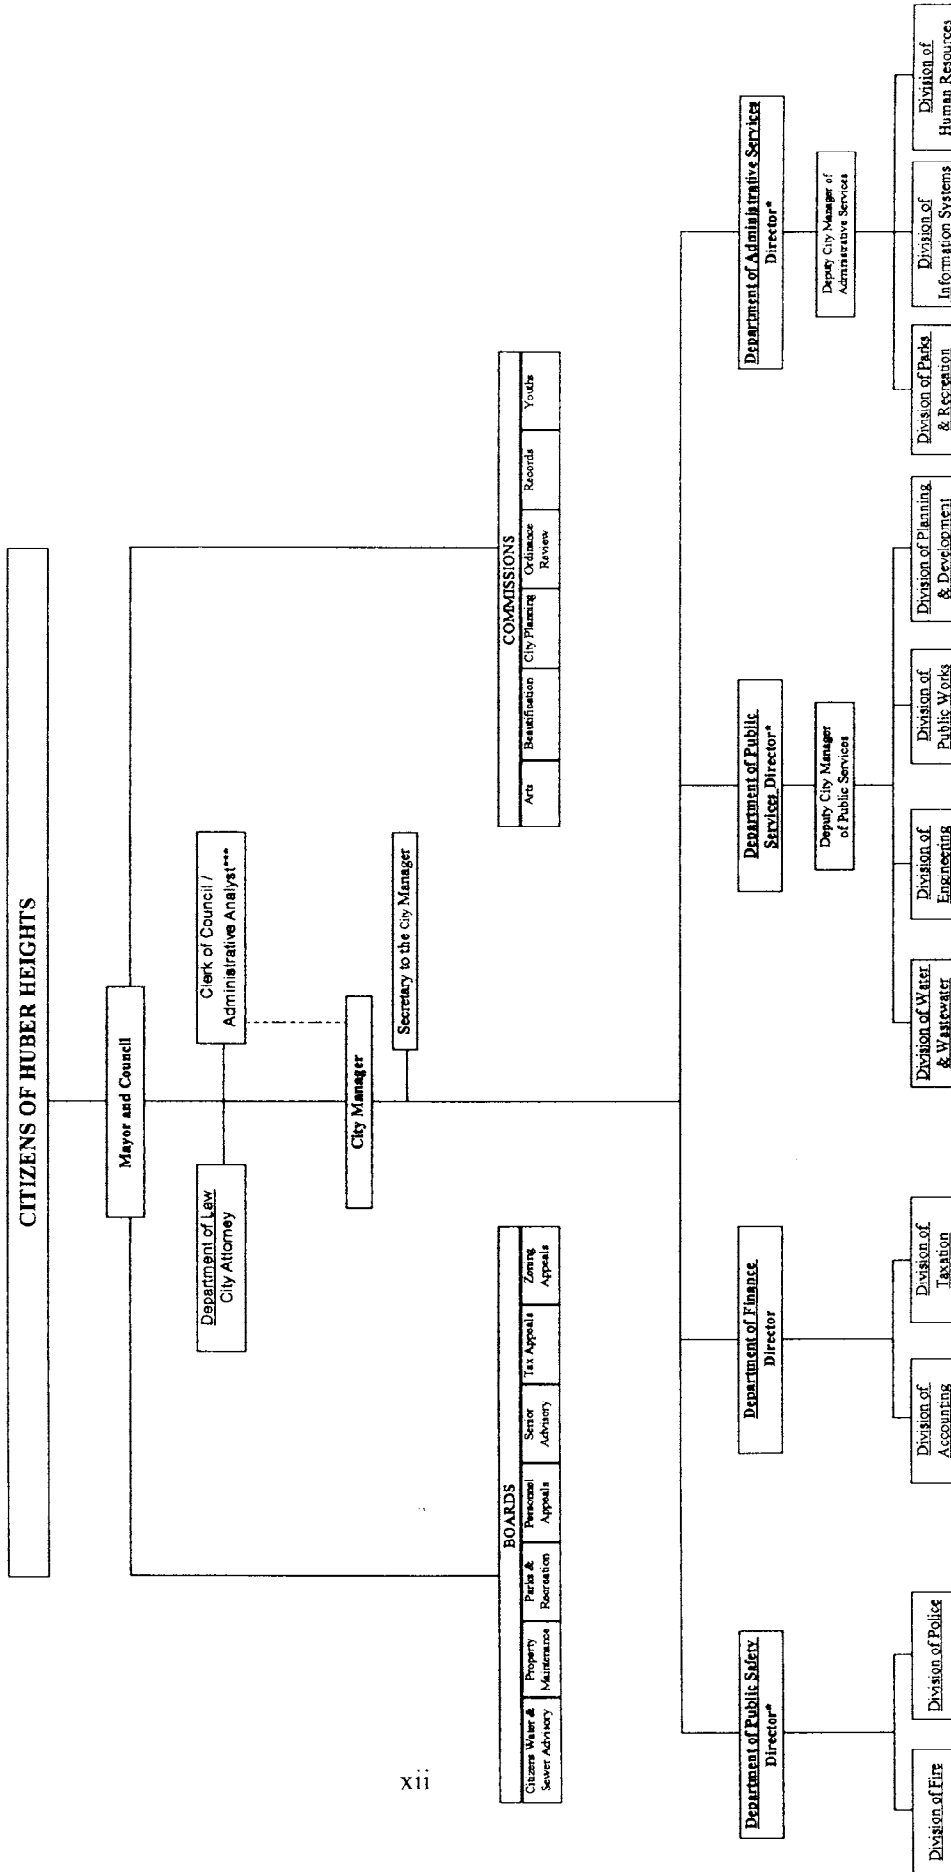 CITIZENS OF HUBER HEIGHTS
Mayor and Council
Department of Law
City Attorney
Clerk of Council /
Administrative Analyst***
City Manager
Secretary to the City Manager
BOARDS
Citizens Water &
Sewer Advisory
Property
Maintenance
Parks &
Recreation
Personnel
Appeals
Senior
Advisory
Tax Appeals
Zoning
Appeals
COMMISSIONS
Arts
Beautification
City Planning
Ordinance
Review
Records
Youths
Department of Public Safety
Director*
Department of Finance
Director
Department of Public
Services Director*
Department of Administrative Services
Director*
Deputy City Manager
of Public Services
Deputy City Manager of
Administrative Services
Division of Fire
Division of Police
Division of
Accounting
Division of
Taxation
Division of Water
& Wastewater
Division of
Engineering
Division of
Public Works
Division of Planning
& Development
Division of Parks
& Recreation
Division of
Information Systems
Division of
Human Resources
xii